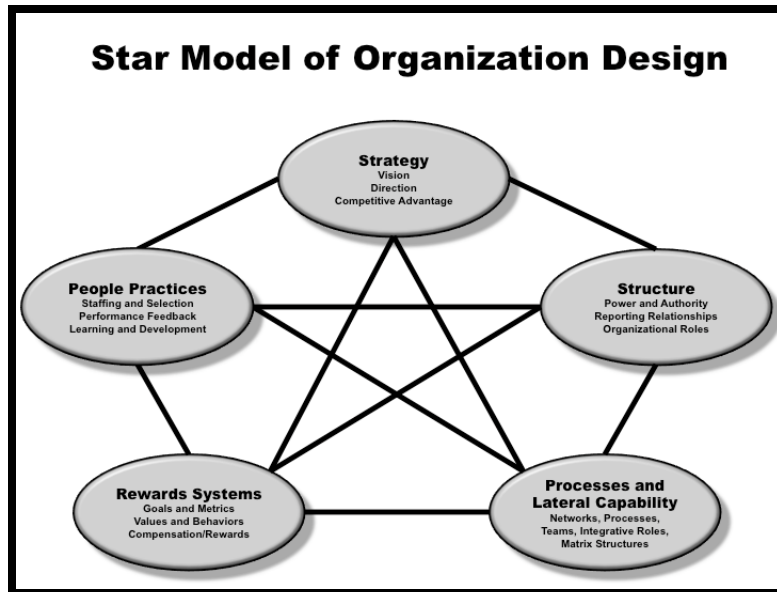 Star Model of Organization Design
Strategy
Vision
Direction
Competitive Advantage
People Practices
Staffing and Selection
Performance Feedback
Learning and Development
Structure
Power and Authority
Reporting Relationships
Organizational Roles
Rewards Systems
Goals and Metrics
Values and Behaviors
Compensation/Rewards
Processes and
Lateral Capability
Networks, Processes,
Teams, Integrative Roles,
Matrix Structures